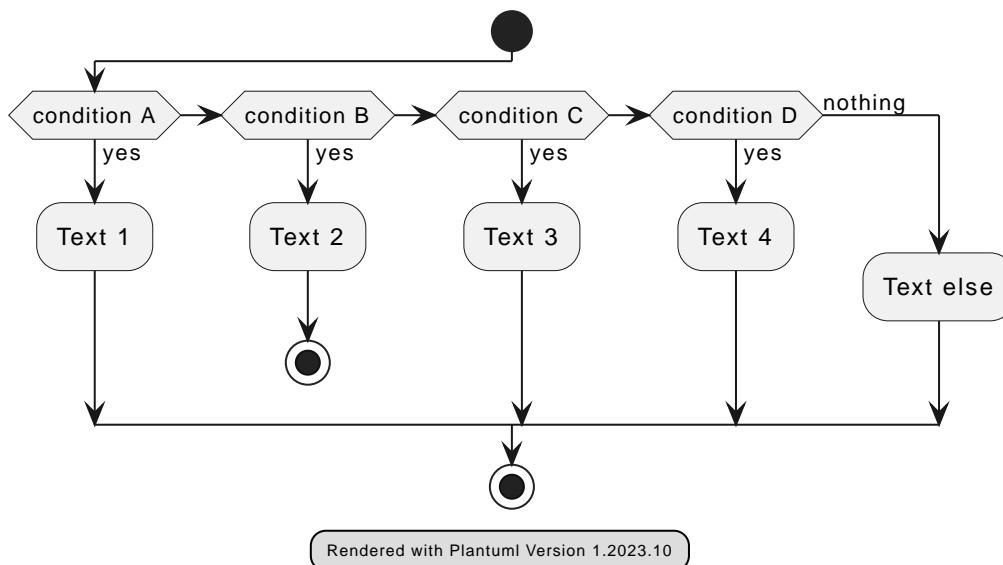 condition A
condition B
condition C
condition D
nothing
yes
yes
yes
yes
Text 1
Text 2
Text 3
Text 4
Text else
Rendered with Plantuml Version 1.2023.10